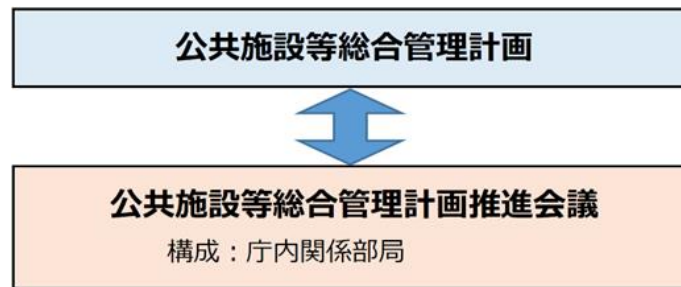 公共施設等総合管理計画
公共施設等総合管理計画推進会議
構成：庁内関係部局